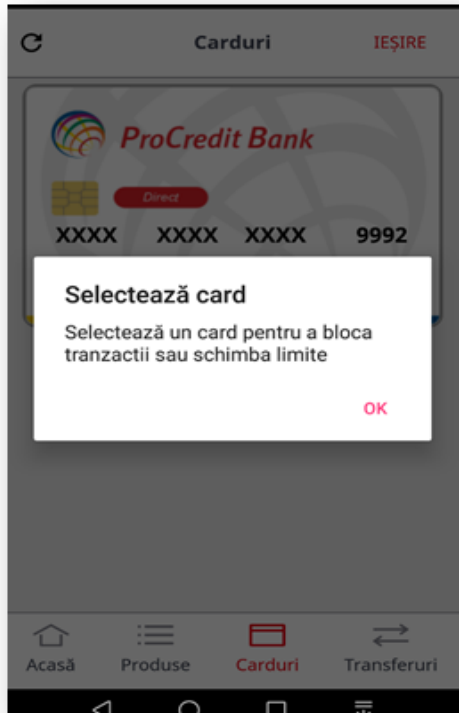 Carduri IEȘIRE
ProCredit Bank
Direct
XXXX XXXX XXXX 9992
Selectează card
Selectează un card pentru a bloca
tranzactii sau schimba limite
OK
Acasă Produse Carduri Transferuri